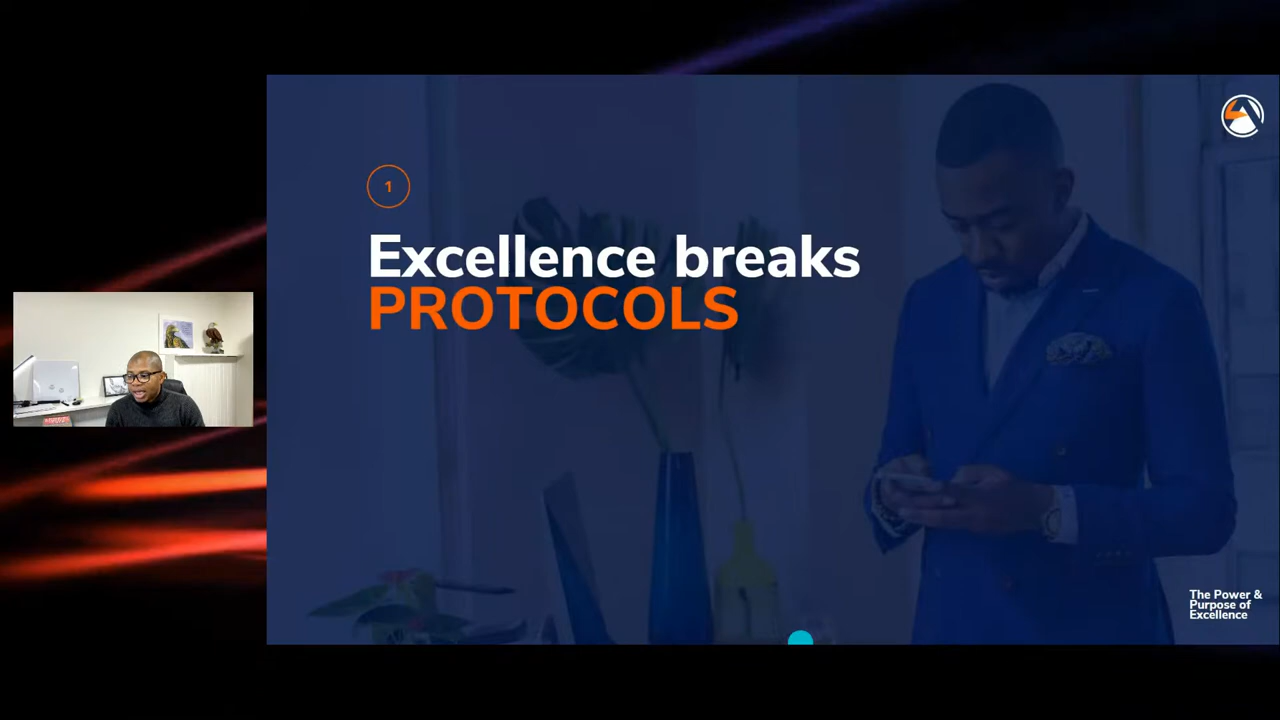 1
Excellence breaks
PROTOCOLS
The Power &
Purpose of
Excellence